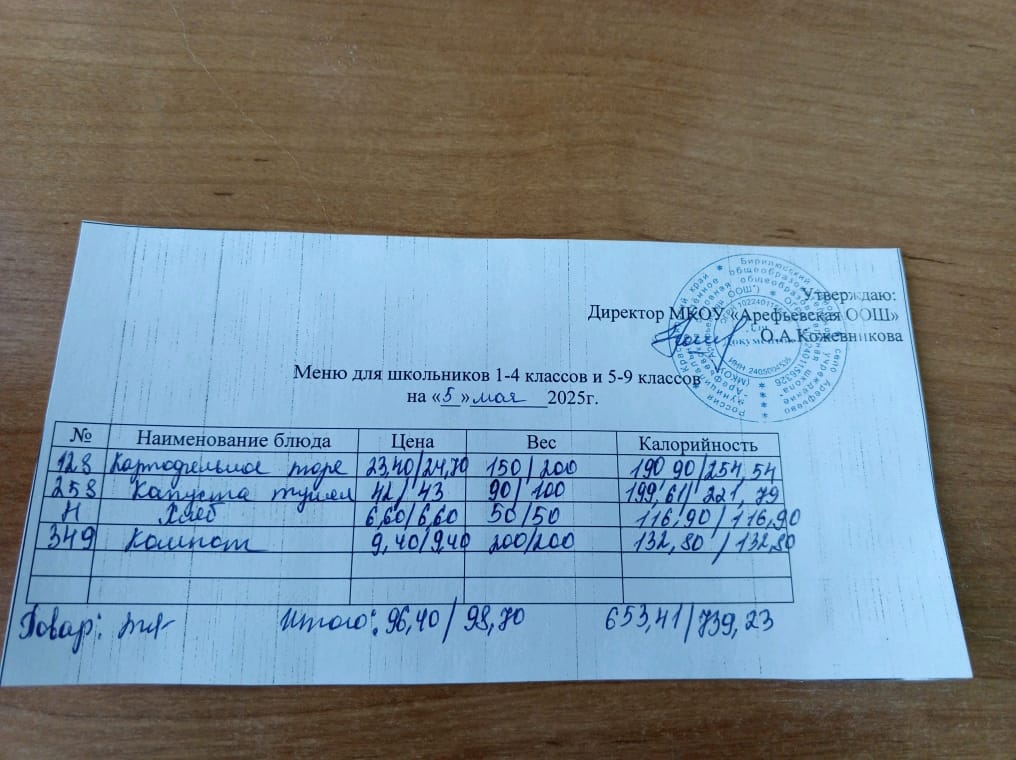 Утверждаю:
Директор МКОУ «Арефьевская ООШ»
О.А.Кожевникова
Меню для школьников 1-4 классов и 5-9 классов
на «5» мая 2025г.
№ Наименование блюда Цена Вес Калорийность
128 Картофельное пюре 23,40/24,70 150/200 190,90/254,54
258 Капуста тушен 42/43 90/100 199,61/221,79
Н Хлеб 6,60/6,60 50/50 116,90/116,90
349 Компот 9,40/9,40 200/200 132,80/132,80
Повар: Итого: 96,40/98,70 653,41/739,23